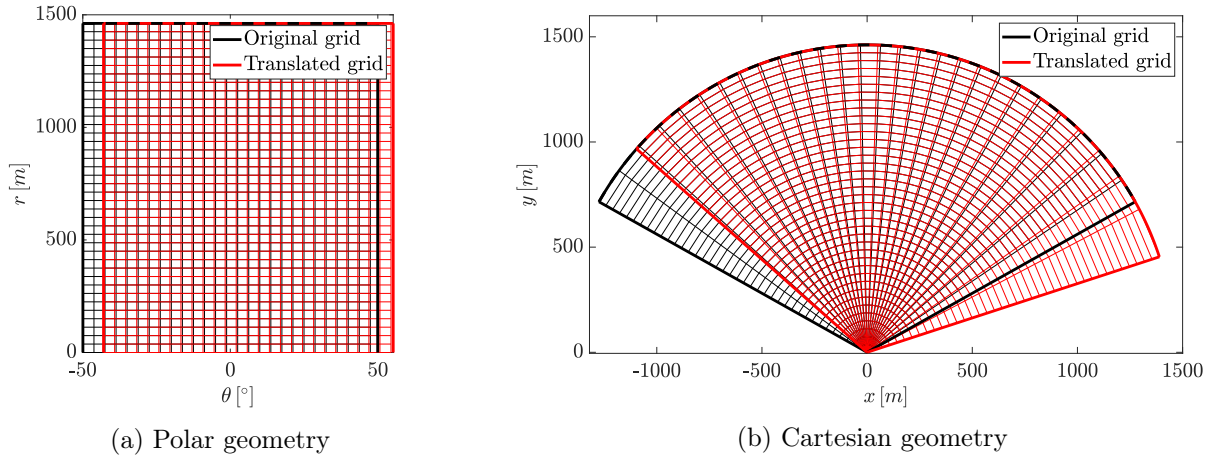 1500
1000
500
0
r [m]
-50
0
50
θ [°]
Original grid
Translated grid
(a) Polar geometry
1500
1000
500
0
y [m]
-1000
-500
0
500
1000
1500
x [m]
Original grid
Translated grid
(b) Cartesian geometry